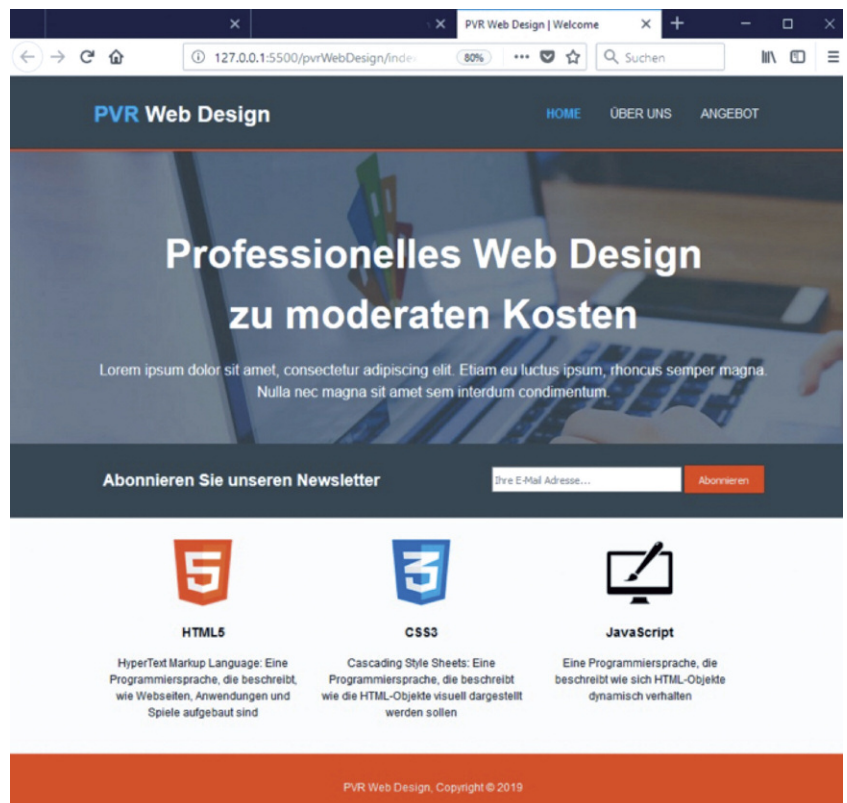 PVR Web Design | Welcome
127.0.0.1:5500/pvrWebDesign/index
80%
Suchen
PVR Web Design
HOME ÜBER UNS ANGEBOT
Professionelles Web Design
zu moderaten Kosten
Lorem ipsum dolor sit amet, consectetur adipiscing elit. Etiam eu luctus ipsum, rhoncus semper magna.
Nulla nec magna sit amet sem interdum condimentum.
Abonnieren Sie unseren Newsletter
Ihre E-Mail Adresse...
Abonnieren
HTML5
HyperText Markup Language: Eine
Programmiersprache, die beschreibt,
wie Webseiten, Anwendungen und
Spiele aufgebaut sind
CSS3
Cascading Style Sheets: Eine
Programmiersprache, die beschreibt
wie die HTML-Objekte visuell dargestellt
werden sollen
JavaScript
Eine Programmiersprache, die
beschreibt wie sich HTML-Objekte
dynamisch verhalten
PVR Web Design, Copyright © 2019